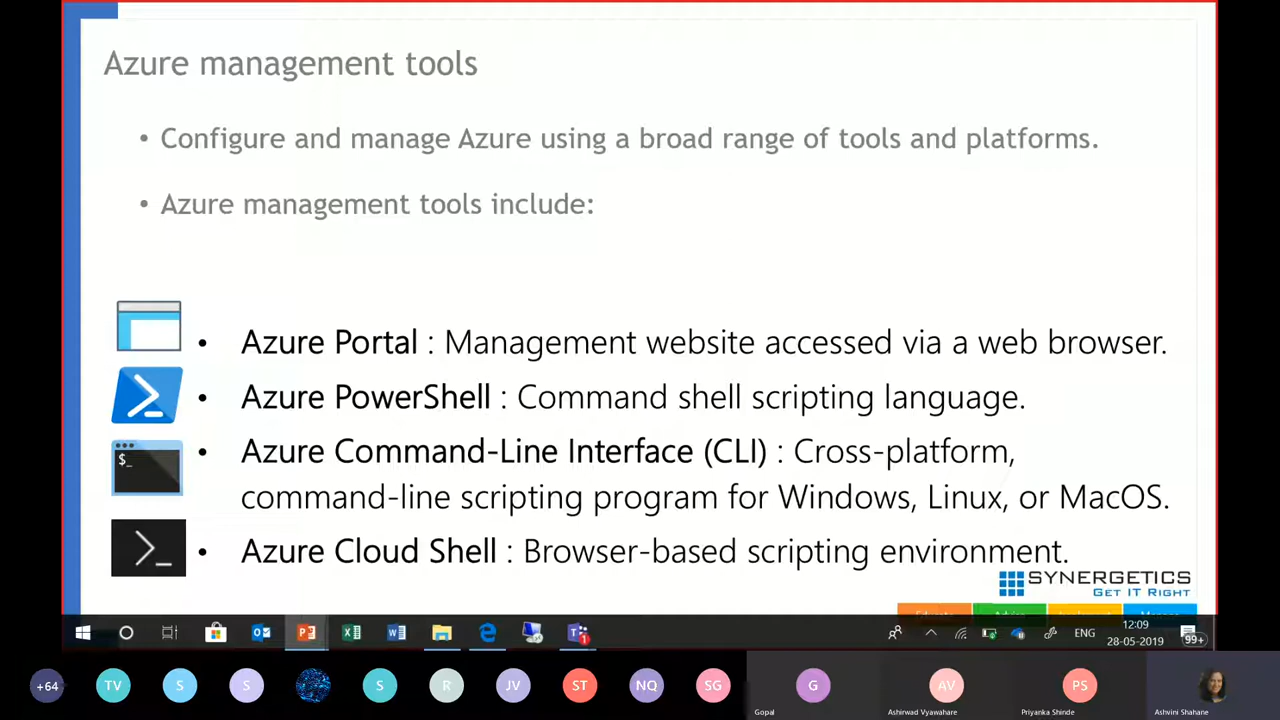 Azure management tools
• Configure and manage Azure using a broad range of tools and platforms.
• Azure management tools include:
• Azure Portal : Management website accessed via a web browser.
• Azure PowerShell : Command shell scripting language.
$_
• Azure Command-Line Interface (CLI) : Cross-platform,
command-line scripting program for Windows, Linux, or MacOS.
>_
• Azure Cloud Shell : Browser-based scripting environment.
SYNERGETICS
GET IT RIGHT
ENG
12:09
28-05-2019
1
99+
+64
TV
S
S
S
R
JV
ST
NQ
SG
G
AV
PS
Gopal
Ashirwad Vyawahare
Priyanka Shinde
Ashvini Shahane